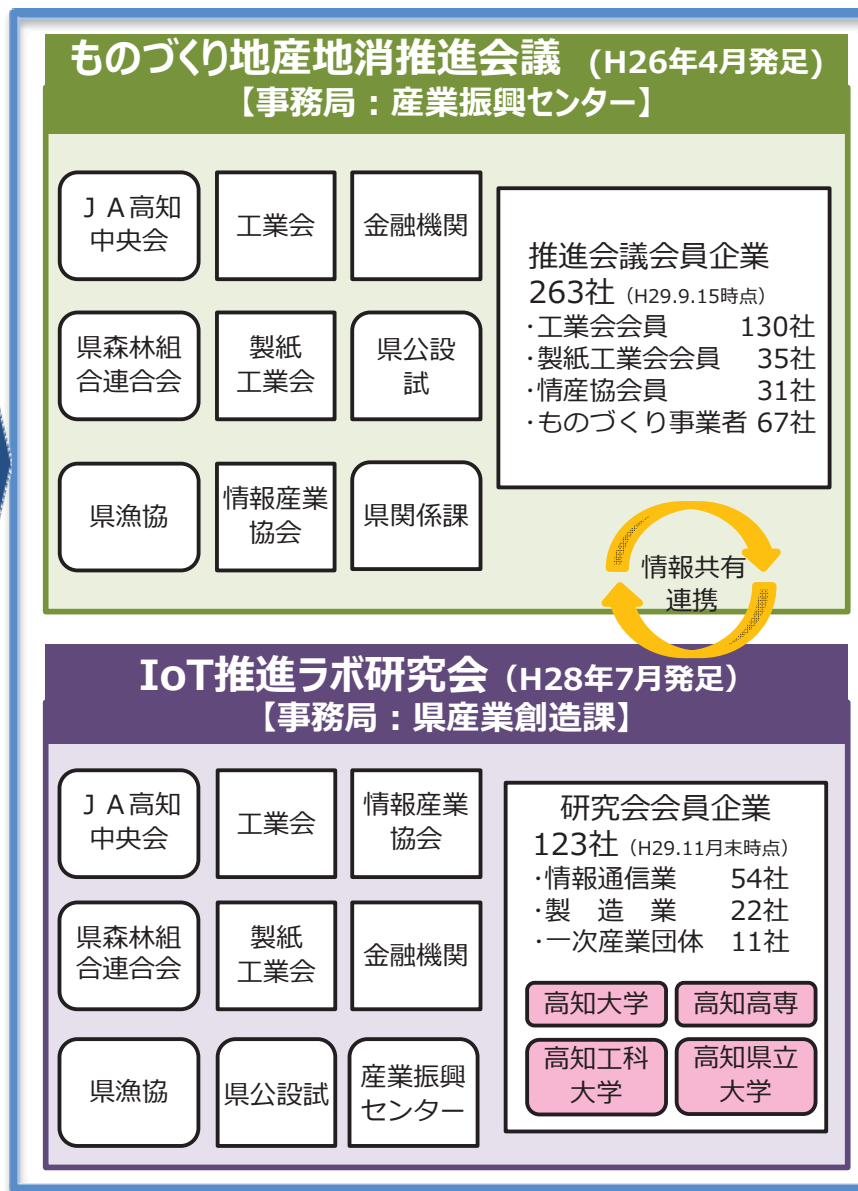 ものづくり地産地消推進会議 (H26年4月発足)
【事務局：産業振興センター】
ＪＡ高知
中央会
工業会
金融機関
県森林組
合連合会
製紙
工業会
県公設
試
県漁協
情報産業
協会
県関係課
推進会議会員企業
263社（H29.9.15時点）
・工業会会員 130社
・製紙工業会会員 35社
・情産協会員 31社
・ものづくり事業者 67社
情報共有
連携
IoT推進ラボ研究会（H28年7月発足）
【事務局：県産業創造課】
ＪＡ高知
中央会
工業会
情報産業
協会
県森林組
合連合会
製紙
工業会
金融機関
県漁協
県公設試
産業振興
センター
研究会会員企業
123社（H29.11月末時点）
・情報通信業 54社
・製　造　業 22社
・一次産業団体 11社
高知大学
高知高専
高知工科
大学
高知県立
大学